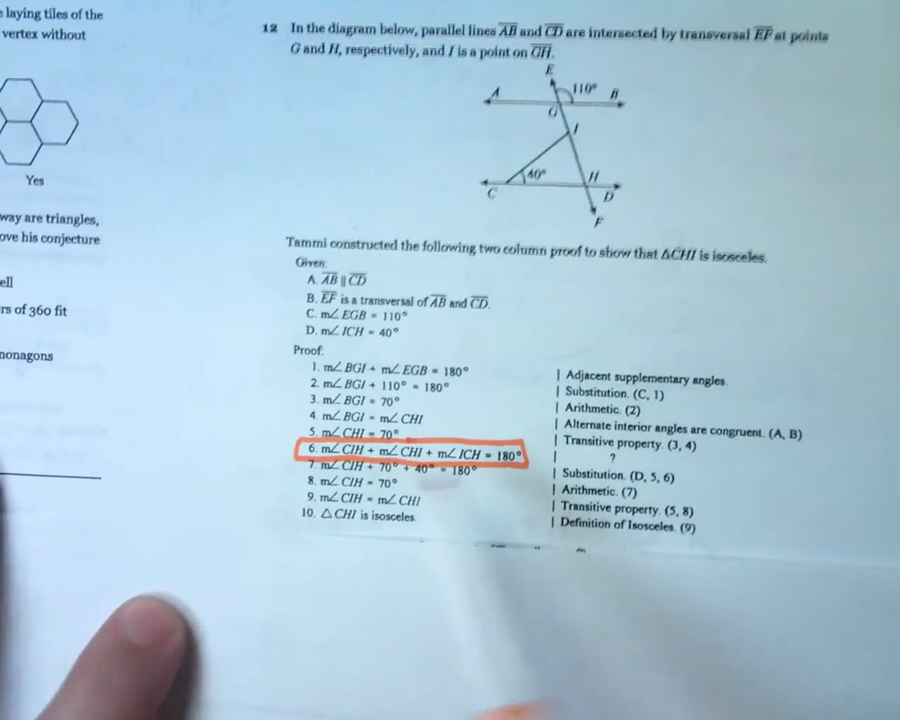 laying tiles of the
vertex without
Yes
way are triangles,
ove his conjecture
ell
rs of 360 fit
nonagons
12 In the diagram below, parallel lines AB and CD are intersected by transversal EF at points
G and H, respectively, and I is a point on GH.
E
110°
A
B
G
I
40°
H
C
D
F
Tammi constructed the following two column proof to show that △CHI is isosceles.
Given:
A. AB || CD
B. EF is a transversal of AB and CD.
C. m∠ EGB = 110°
D. m∠ ICH = 40°
Proof:
1. m∠ BGI + m∠ EGB = 180° | Adjacent supplementary angles.
2. m∠ BGI + 110° = 180° | Substitution. (C, 1)
3. m∠ BGI = 70° | Arithmetic. (2)
4. m∠ BGI = m∠ CHI | Alternate interior angles are congruent. (A, B)
5. m∠ CHI = 70° | Transitive property. (3, 4)
6. m∠ CIH + m∠ CHI + m∠ ICH = 180° | ?
7. m∠ CIH + 70° + 40° = 180° | Substitution. (D, 5, 6)
8. m∠ CIH = 70° | Arithmetic. (7)
9. m∠ CIH = m∠ CHI | Transitive property. (5, 8)
10. △ CHI is isosceles. | Definition of Isosceles. (9)